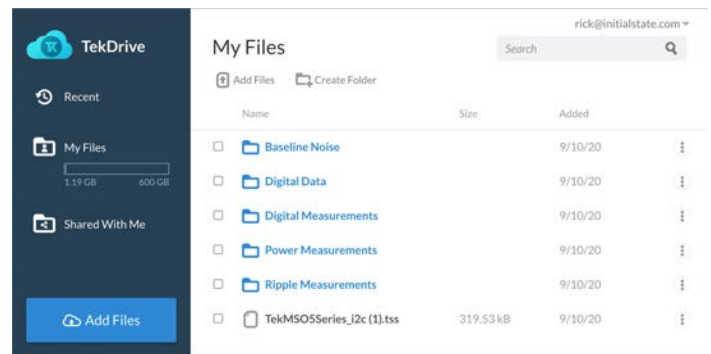 TekDrive
Recent
My Files
1.19 GB 600 GB
Shared With Me
Add Files
rick@initialstate.com
My Files
Search
Add Files Create Folder
Name Size Added
Baseline Noise 9/10/20
Digital Data 9/10/20
Digital Measurements 9/10/20
Power Measurements 9/10/20
Ripple Measurements 9/10/20
TekMSO5Series_i2c (1).tss 319.53 kB 9/10/20